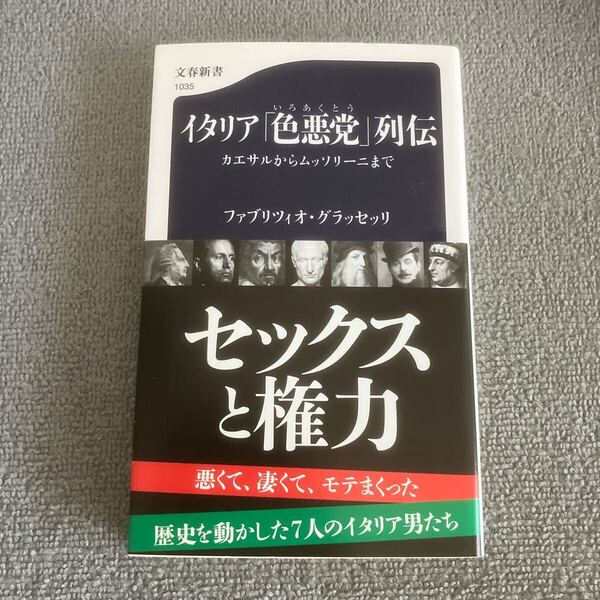 文春新書
1035
いろあくとう
イタリア「色悪党」列伝
カエサルからムッソリーニまで
ファブリツィオ・グラッセッリ
セックス
と権力
悪くて、凄くて、モテまくった
歴史を動かした7人のイタリア男たち